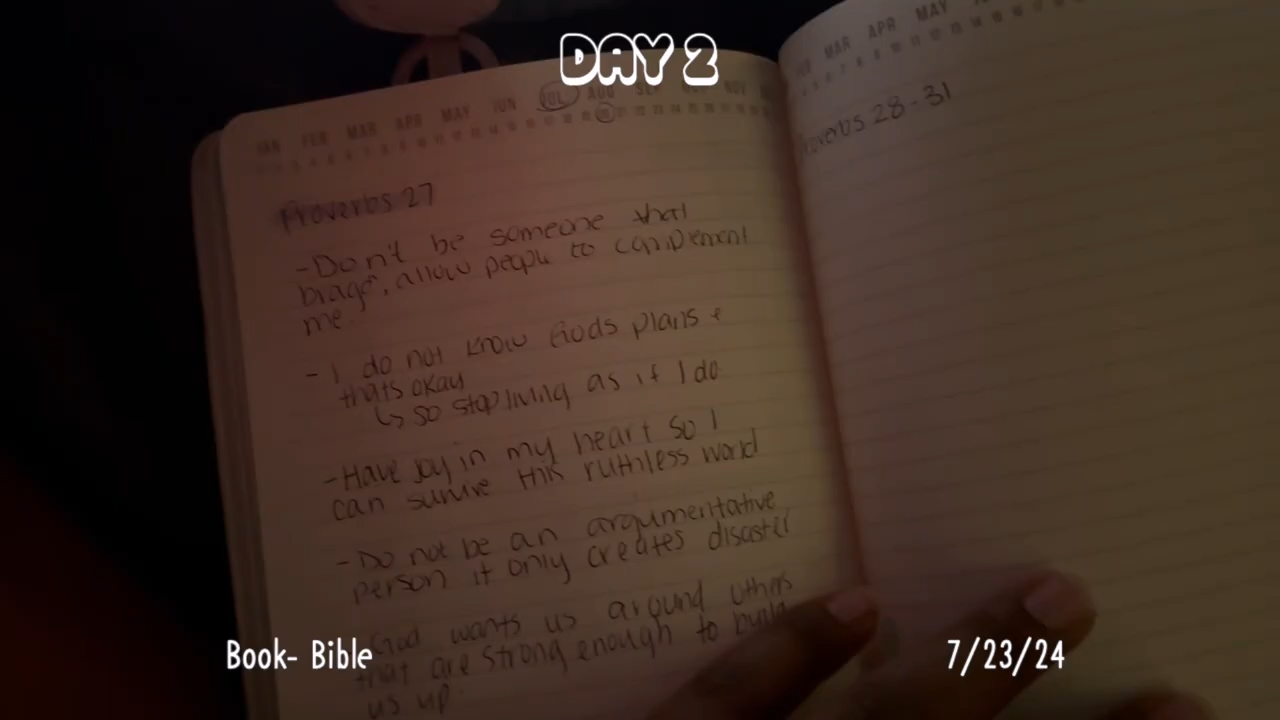 DAY 2
JAN FEB MAR APR MAY JUN JUL AUG SEP OCT NOV
MAR APR MAY
Proverbs 27
Proverbs 28-31
- Don't be someone that
brags, allow people to complement
me.
- I do not know Gods plans +
thats okay
↳ so stop living as if I do
- Have joy in my heart so I
can survive this ruthless world
- Do not be an argumentative
person it only creates disaster
God wants us around others
that are strong enough to build
us up.
Book- Bible
7/23/24